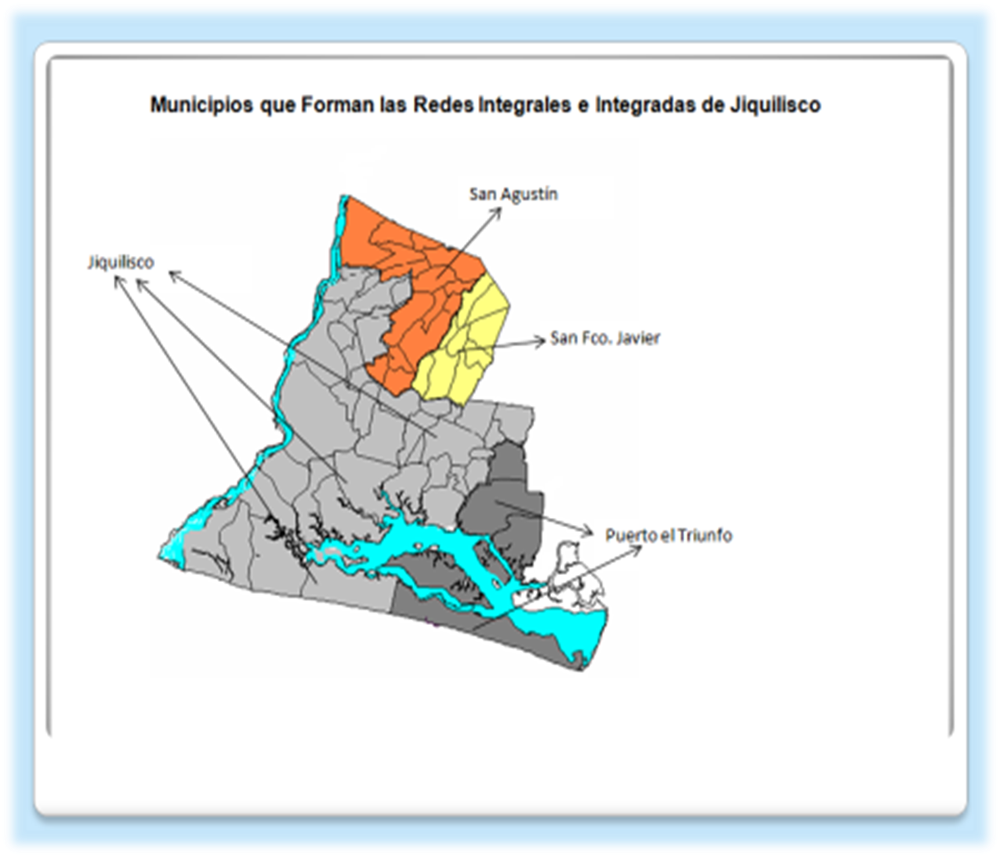 Municipios que Forman las Redes Integrales e Integradas de Jiquilisco
San Agustín
Jiquilisco
San Fco. Javier
Puerto el Triunfo